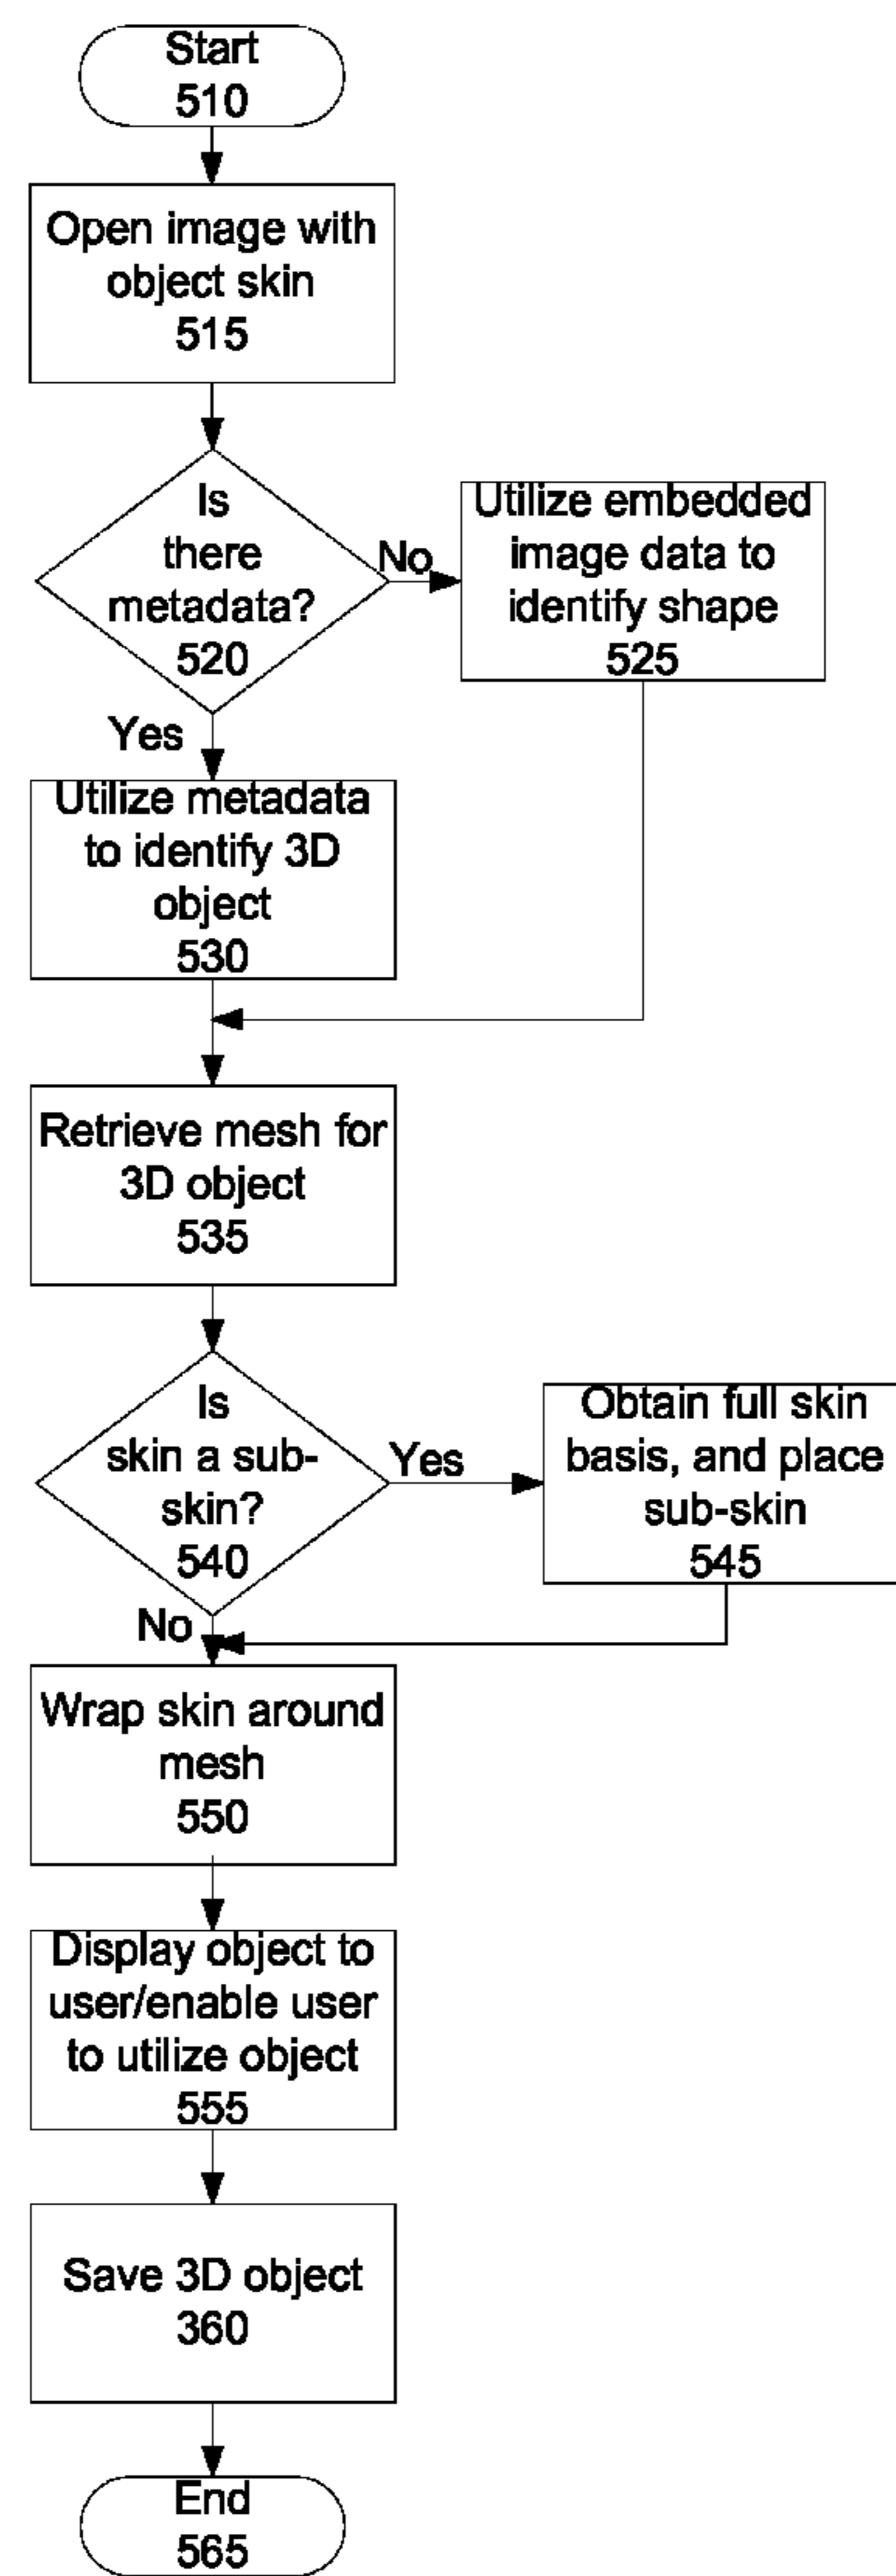 Start
510
Open image with
object skin
515
Is
there
metadata?
520
No
Utilize embedded
image data to
identify shape
525
Yes
Utilize metadata
to identify 3D
object
530
Retrieve mesh for
3D object
535
Is
skin a sub-
skin?
540
Yes
Obtain full skin
basis, and place
sub-skin
545
No
Wrap skin around
mesh
550
Display object to
user/enable user
to utilize object
555
Save 3D object
360
End
565